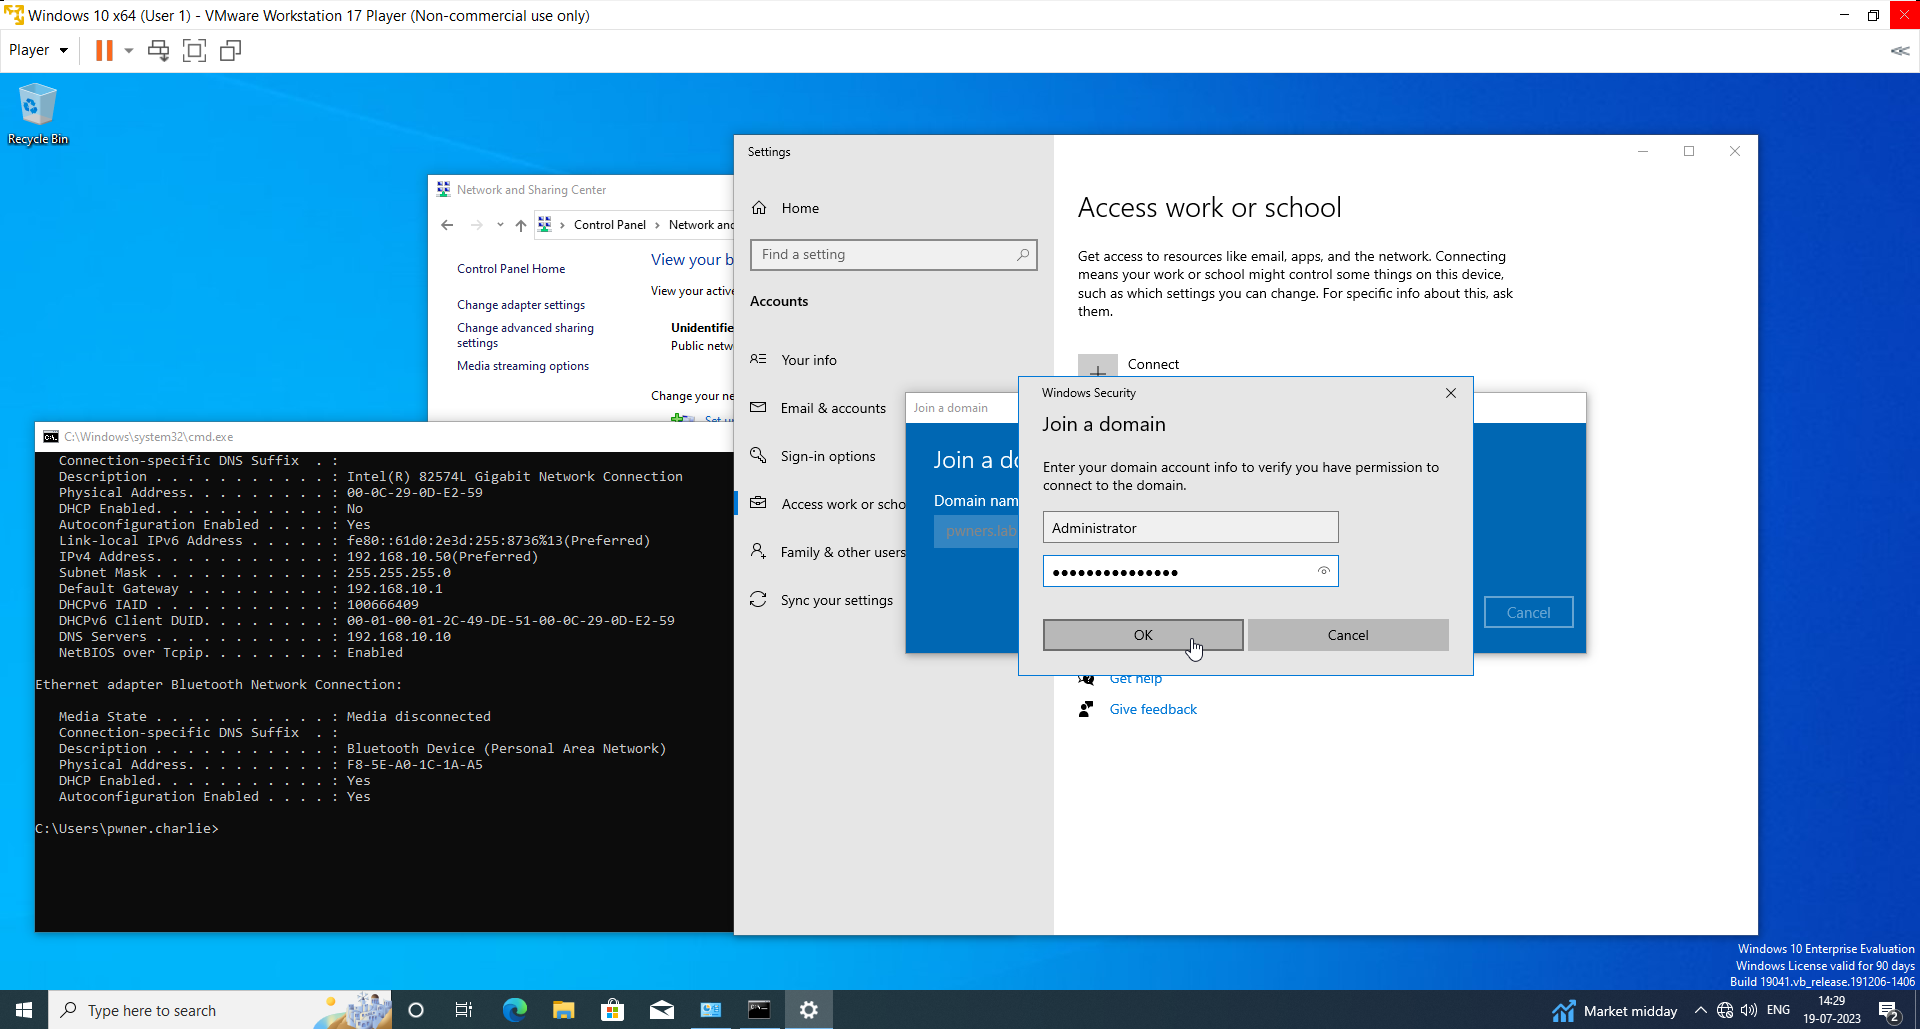 Windows 10 x64 (User 1) - VMware Workstation 17 Player (Non-commercial use only)
Player
Recycle Bin
Network and Sharing Center
Control Panel > Network and
Control Panel Home
Change adapter settings
Change advanced sharing
settings
Media streaming options
View your b
View your active
Unidentifie
Public netw
Change your ne
Set u
C:\Windows\system32\cmd.exe
Connection-specific DNS Suffix  . :
Description . . . . . . . . . . . : Intel(R) 82574L Gigabit Network Connection
Physical Address. . . . . . . . . : 00-0C-29-0D-E2-59
DHCP Enabled. . . . . . . . . . . : No
Autoconfiguration Enabled . . . . : Yes
Link-local IPv6 Address . . . . . : fe80::61d0:2e3d:255:8736%13(Preferred)
IPv4 Address. . . . . . . . . . . : 192.168.10.50(Preferred)
Subnet Mask . . . . . . . . . . . : 255.255.255.0
Default Gateway . . . . . . . . . : 192.168.10.1
DHCPv6 IAID . . . . . . . . . . . : 100666409
DHCPv6 Client DUID. . . . . . . . : 00-01-00-01-2C-49-DE-51-00-0C-29-0D-E2-59
DNS Servers . . . . . . . . . . . : 192.168.10.10
NetBIOS over Tcpip. . . . . . . . : Enabled
Ethernet adapter Bluetooth Network Connection:
Media State . . . . . . . . . . . : Media disconnected
Connection-specific DNS Suffix  . :
Description . . . . . . . . . . . : Bluetooth Device (Personal Area Network)
Physical Address. . . . . . . . . : F8-5E-A0-1C-1A-A5
DHCP Enabled. . . . . . . . . . . : Yes
Autoconfiguration Enabled . . . . : Yes
C:\Users\pwner.charlie>
Settings
Home
Find a setting
Accounts
Your info
Email & accounts
Sign-in options
Access work or scho
Family & other users
Sync your settings
Access work or school
Get access to resources like email, apps, and the network. Connecting
means your work or school might control some things on this device,
such as which settings you can change. For specific info about this, ask
them.
Connect
Join a domain
Join a do
Domain nam
pwners.lab
Cancel
Windows Security
Join a domain
Enter your domain account info to verify you have permission to
connect to the domain.
Administrator
●●●●●●●●●●●●●●●
OK
Cancel
Get help
Give feedback
Windows 10 Enterprise Evaluation
Windows License valid for 90 days
Build 19041.vb_release.191206-1406
Type here to search
Market midday
ENG
14:29
19-07-2023
2